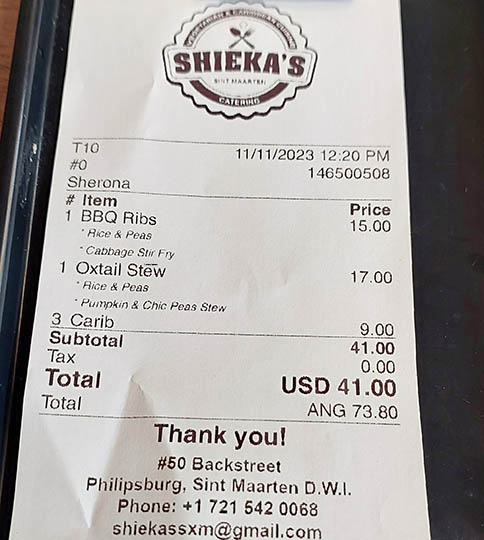 VEGETARIAN & CARIBBEAN CUISINE
SHIEKA'S
SINT MAARTEN
CATERING
T10 11/11/2023 12:20 PM
#0 146500508
Sherona
# Item Price
1 BBQ Ribs 15.00
* Rice & Peas
* Cabbage Stir Fry
1 Oxtail Stew 17.00
* Rice & Peas
* Pumpkin & Chic Peas Stew
3 Carib 9.00
Subtotal 41.00
Tax 0.00
Total USD 41.00
Total ANG 73.80
Thank you!
#50 Backstreet
Philipsburg, Sint Maarten D.W.I.
Phone: +1 721 542 0068
shiekassxm@gmail.com